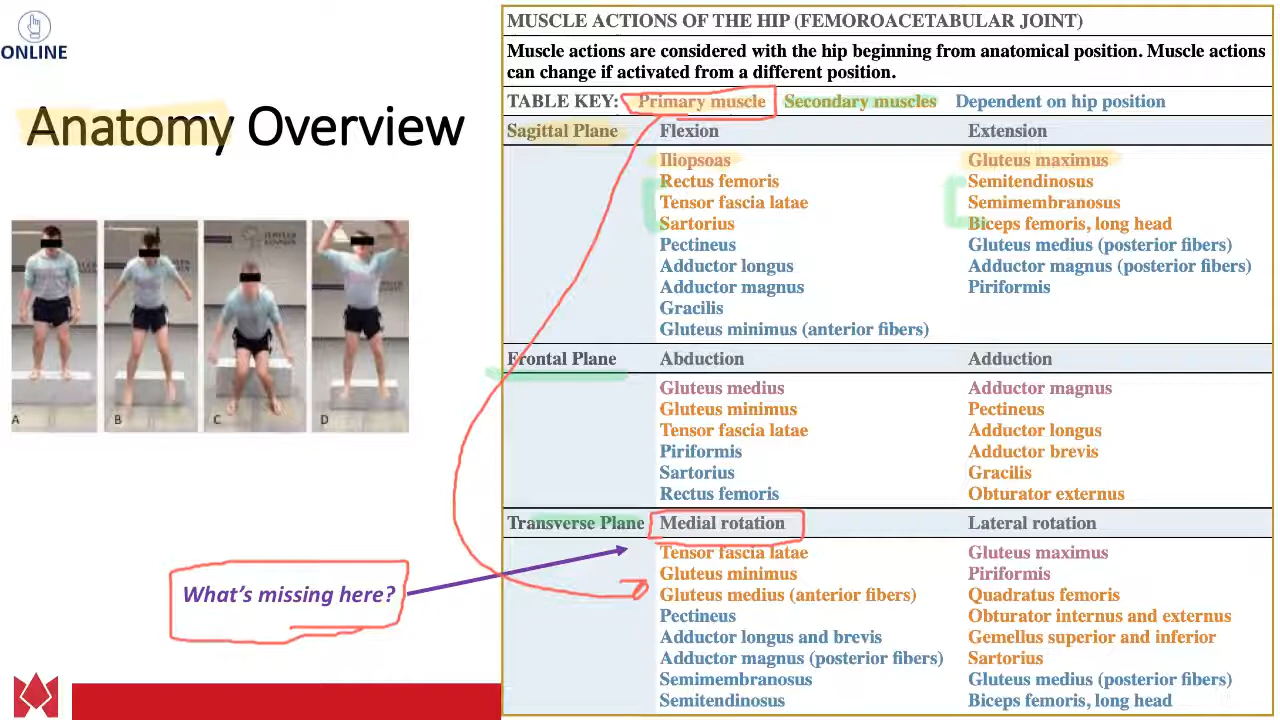 ONLINE
Anatomy Overview
A B C D
What's missing here?
MUSCLE ACTIONS OF THE HIP (FEMOROACETABULAR JOINT)
Muscle actions are considered with the hip beginning from anatomical position. Muscle actions
can change if activated from a different position.
TABLE KEY: Primary muscle Secondary muscles Dependent on hip position
Sagittal Plane Flexion Extension
Iliopsoas Gluteus maximus
Rectus femoris Semitendinosus
Tensor fascia latae Semimembranosus
Sartorius Biceps femoris, long head
Pectineus Gluteus medius (posterior fibers)
Adductor longus Adductor magnus (posterior fibers)
Adductor magnus Piriformis
Gracilis
Gluteus minimus (anterior fibers)
Frontal Plane Abduction Adduction
Gluteus medius Adductor magnus
Gluteus minimus Pectineus
Tensor fascia latae Adductor longus
Piriformis Adductor brevis
Sartorius Gracilis
Rectus femoris Obturator externus
Transverse Plane Medial rotation Lateral rotation
Tensor fascia latae Gluteus maximus
Gluteus minimus Piriformis
Gluteus medius (anterior fibers) Quadratus femoris
Pectineus Obturator internus and externus
Adductor longus and brevis Gemellus superior and inferior
Adductor magnus (posterior fibers) Sartorius
Semimembranosus Gluteus medius (posterior fibers)
Semitendinosus Biceps femoris, long head